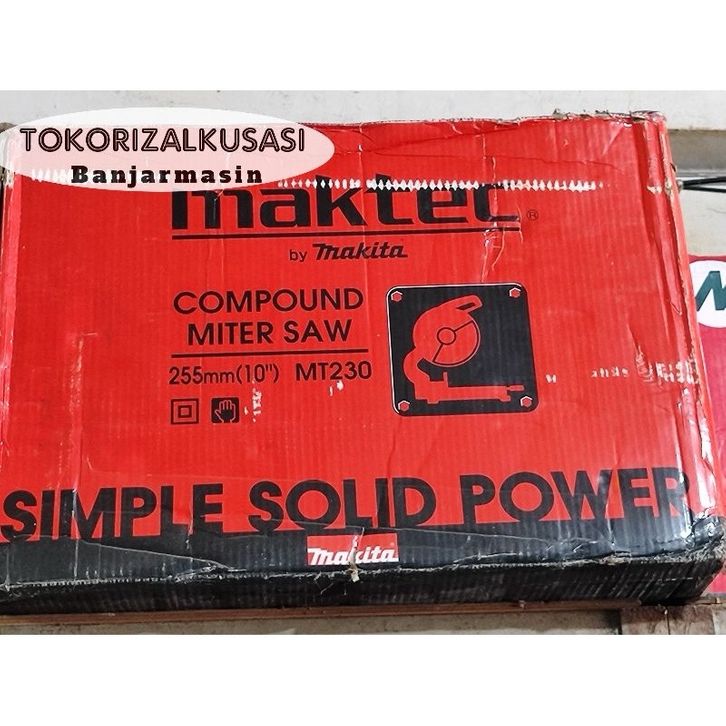 TOKORIZALKUSASI
Banjarmasin
maktec®
by makita
COMPOUND
MITER SAW
255mm(10") MT230
SIMPLE SOLID POWER
makita